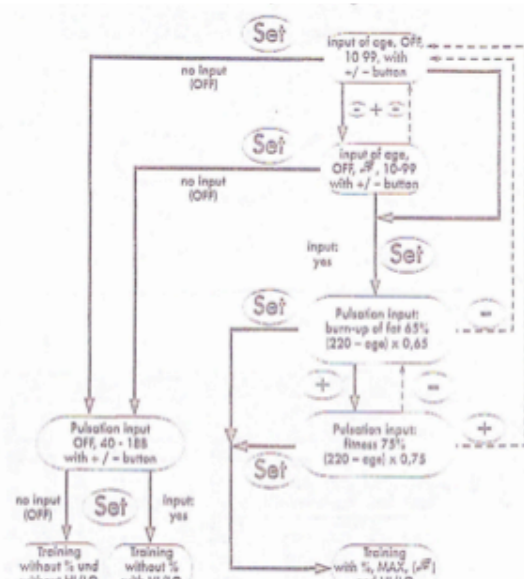 Set
input of age, OFF,
10 99, with
+/- button
no input
(OFF)
- + -
Set
input of age,
OFF, , 10-99
with +/- button
no input
(OFF)
input:
yes
Set
Set
Pulsation input:
burn-up of fat 65%
(220 - age) x 0,65
-
+
-
Pulsation input
OFF, 40 - 188
with + / - button
Pulsation input:
fitness 75%
(220 - age) x 0,75
+
Set
no input
(OFF)
Set
input:
yes
Training
without % und
Training
without %
Training
with %, MAX,